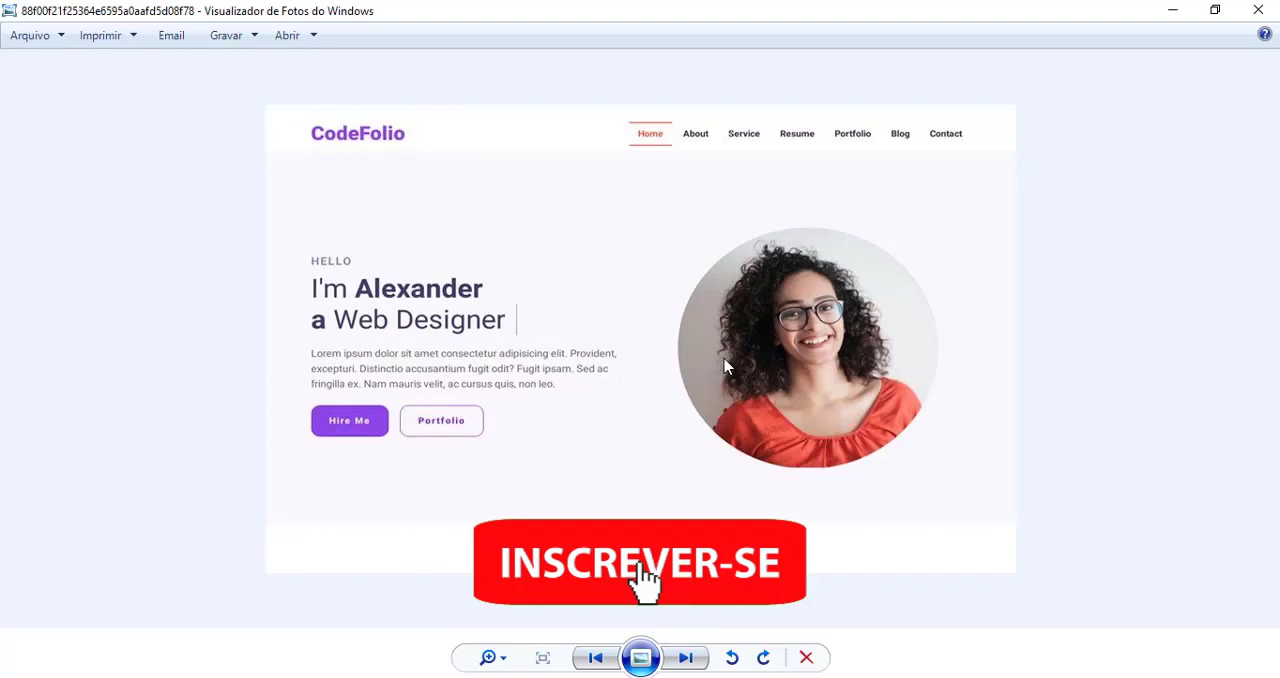 88f00f21f25364e6595a0aafd5d08f78 - Visualizador de Fotos do Windows
Arquivo Imprimir Email Gravar Abrir
CodeFolio
Home About Service Resume Portfolio Blog Contact
HELLO
I'm Alexander
a Web Designer
Lorem ipsum dolor sit amet consectetur adipisicing elit. Provident,
excepturi. Distinctio accusantium fugit odit? Fugit ipsam. Sed ac
fringilla ex. Nam mauris velit, ac cursus quis, non leo.
Hire Me Portfolio
INSCREVER-SE